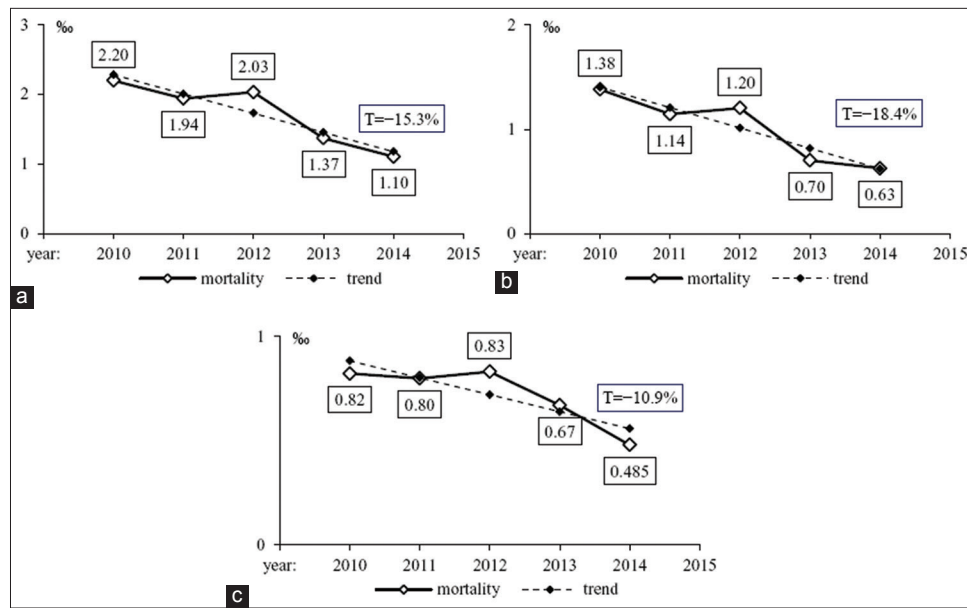 3 ‰
2.20
2.03
2
T=−15.3%
1.94
1
1.37
1.10
0
year: 2010 2011 2012 2013 2014 2015
mortality trend
a
2 ‰
1.38
1.20
T=−18.4%
1
1.14
0.70
0.63
0
year: 2010 2011 2012 2013 2014 2015
mortality trend
b
1 ‰
0.83
T=−10.9%
0.82
0.80
0.67
0.485
0
year: 2010 2011 2012 2013 2014 2015
mortality trend
c